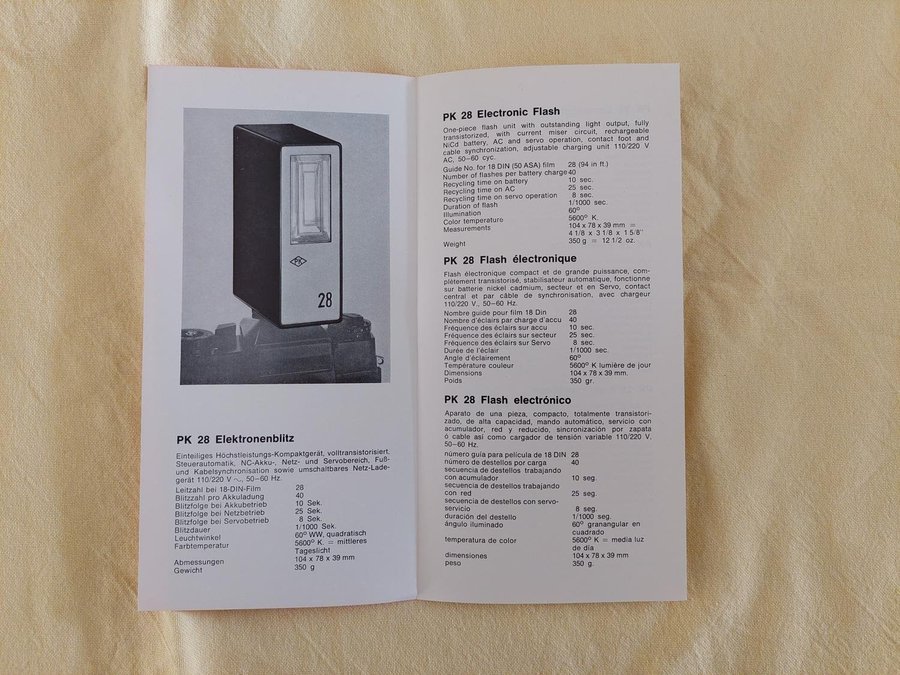 PK
28
PK 28 Elektronenblitz
Einteiliges Höchstleistungs-Kompaktgerät, volltransistorisiert,
Steuerautomatik, NC-Akku-, Netz- und Servobereich, Fuß-
und Kabelsynchronisation sowie umschaltbares Netz-Lade-
gerät 110/220 V ∼, 50–60 Hz.
Leitzahl bei 18-DIN-Film 28
Blitzzahl pro Akkuladung 40
Blitzfolge bei Akkubetrieb 10 Sek.
Blitzfolge bei Netzbetrieb 25 Sek.
Blitzfolge bei Servobetrieb 8 Sek.
Blitzdauer 1/1000 Sek.
Leuchtwinkel 60° WW, quadratisch
Farbtemperatur 5600° K. = mittleres
Tageslicht
Abmessungen 104 x 78 x 39 mm
Gewicht 350 g
PK 28 Electronic Flash
One-piece flash unit with outstanding light output, fully
transistorized, with current miser circuit, rechargeable
NiCd battery, AC and servo operation, contact foot and
cable synchronization, adjustable charging unit 110/220 V
AC, 50–60 cyc.
Guide No. for 18 DIN (50 ASA) film 28 (94 in ft.)
Number of flashes per battery charge 40
Recycling time on battery 10 sec.
Recycling time on AC 25 sec.
Recycling time on servo operation 8 sec.
Duration of flash 1/1000 sec.
Illumination 60°
Color temperature 5600° K.
Measurements 104 x 78 x 39 mm =
4 1/8 x 3 1/8 x 1 5/8"
Weight 350 g = 12 1/2 oz.
PK 28 Flash électronique
Flash électronique compact et de grande puissance, com-
plètement transistorisé, stabilisateur automatique, fonctionne
sur batterie nickel cadmium, secteur et en Servo, contact
central et par câble de synchronisation, avec chargeur
110/220 V., 50–60 Hz.
Nombre guide pour film 18 Din 28
Nombre d'éclairs par charge d'accu 40
Fréquence des éclairs sur accu 10 sec.
Fréquence des éclairs sur secteur 25 sec.
Fréquence des éclairs sur Servo 8 sec.
Durée de l'éclair 1/1000 sec.
Angle d'éclairement 60°
Température couleur 5600° K lumière de jour
Dimensions 104 x 78 x 39 mm.
Poids 350 gr.
PK 28 Flash electrónico
Aparato de una pieza, compacto, totalmente transistori-
zado, de alta capacidad, mando automático, servicio con
acumulador, red y reducido, sincronización por zapata
ó cable así como cargador de tensión variable 110/220 V.
50–60 Hz.
número guía para película de 18 DIN 28
número de destellos por carga 40
secuencia de destellos trabajando
con acumulador 10 seg.
secuencia de destellos trabajando
con red 25 seg.
secuencia de destellos con servo-
servicio 8 seg.
duración del destello 1/1000 seg.
ángulo iluminado 60° granangular en
cuadrado
temperatura de color 5600° K = media luz
de día
dimensiones 104 x 78 x 39 mm
peso 350 g.